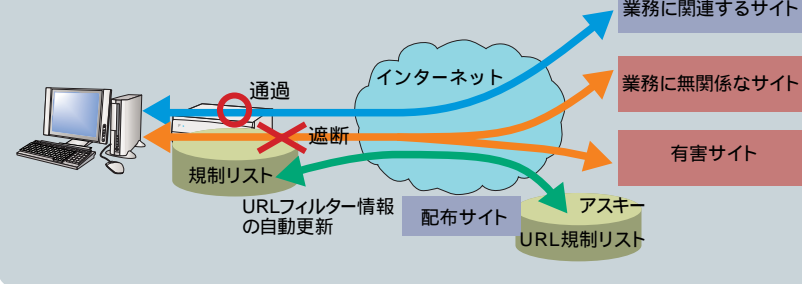 業務に関連するサイト
通過
インターネット
業務に無関係なサイト
遮断
有害サイト
規制リスト
URLフィルター情報
の自動更新
配布サイト
アスキー
URL規制リスト